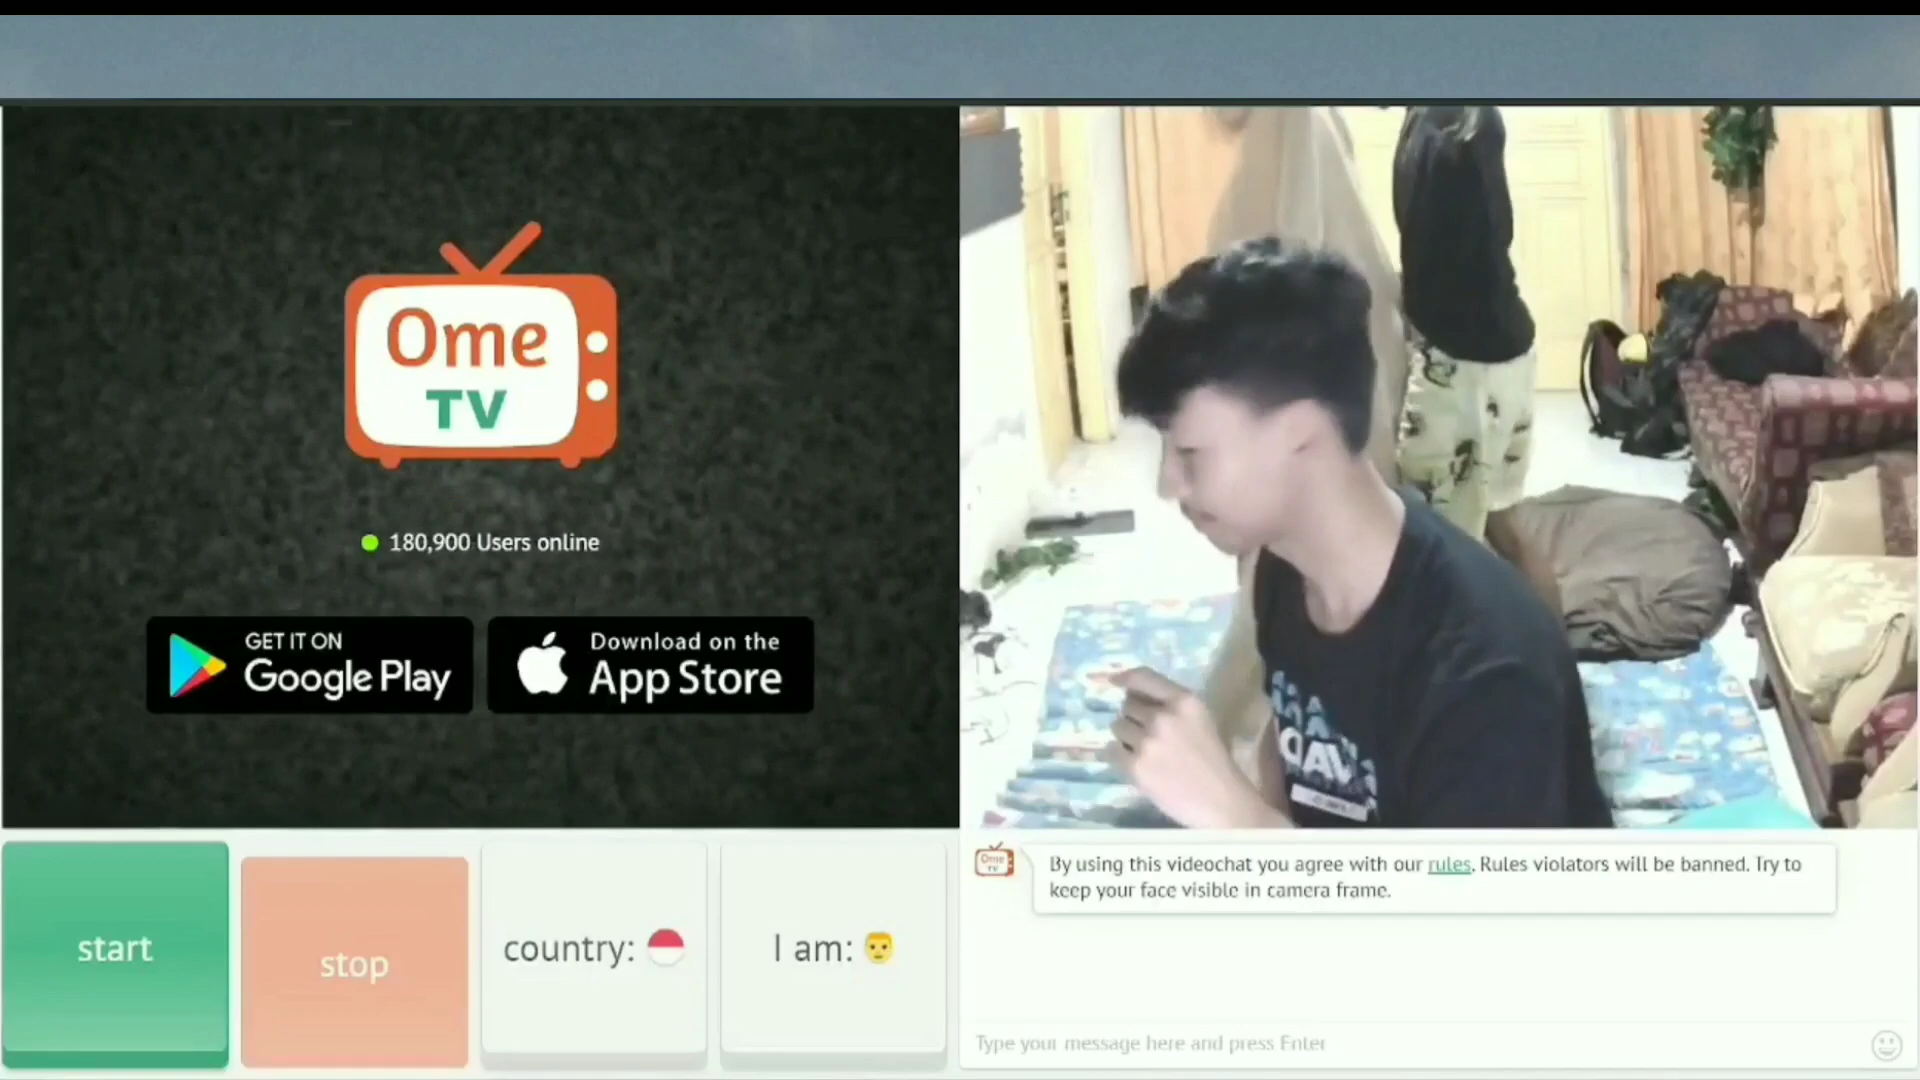 Ome
TV
180,900 Users online
GET IT ON
Google Play
Download on the
App Store
start
stop
country:
I am:
Ome
TV
By using this videochat you agree with our rules. Rules violators will be banned. Try to
keep your face visible in camera frame.
Type your message here and press Enter